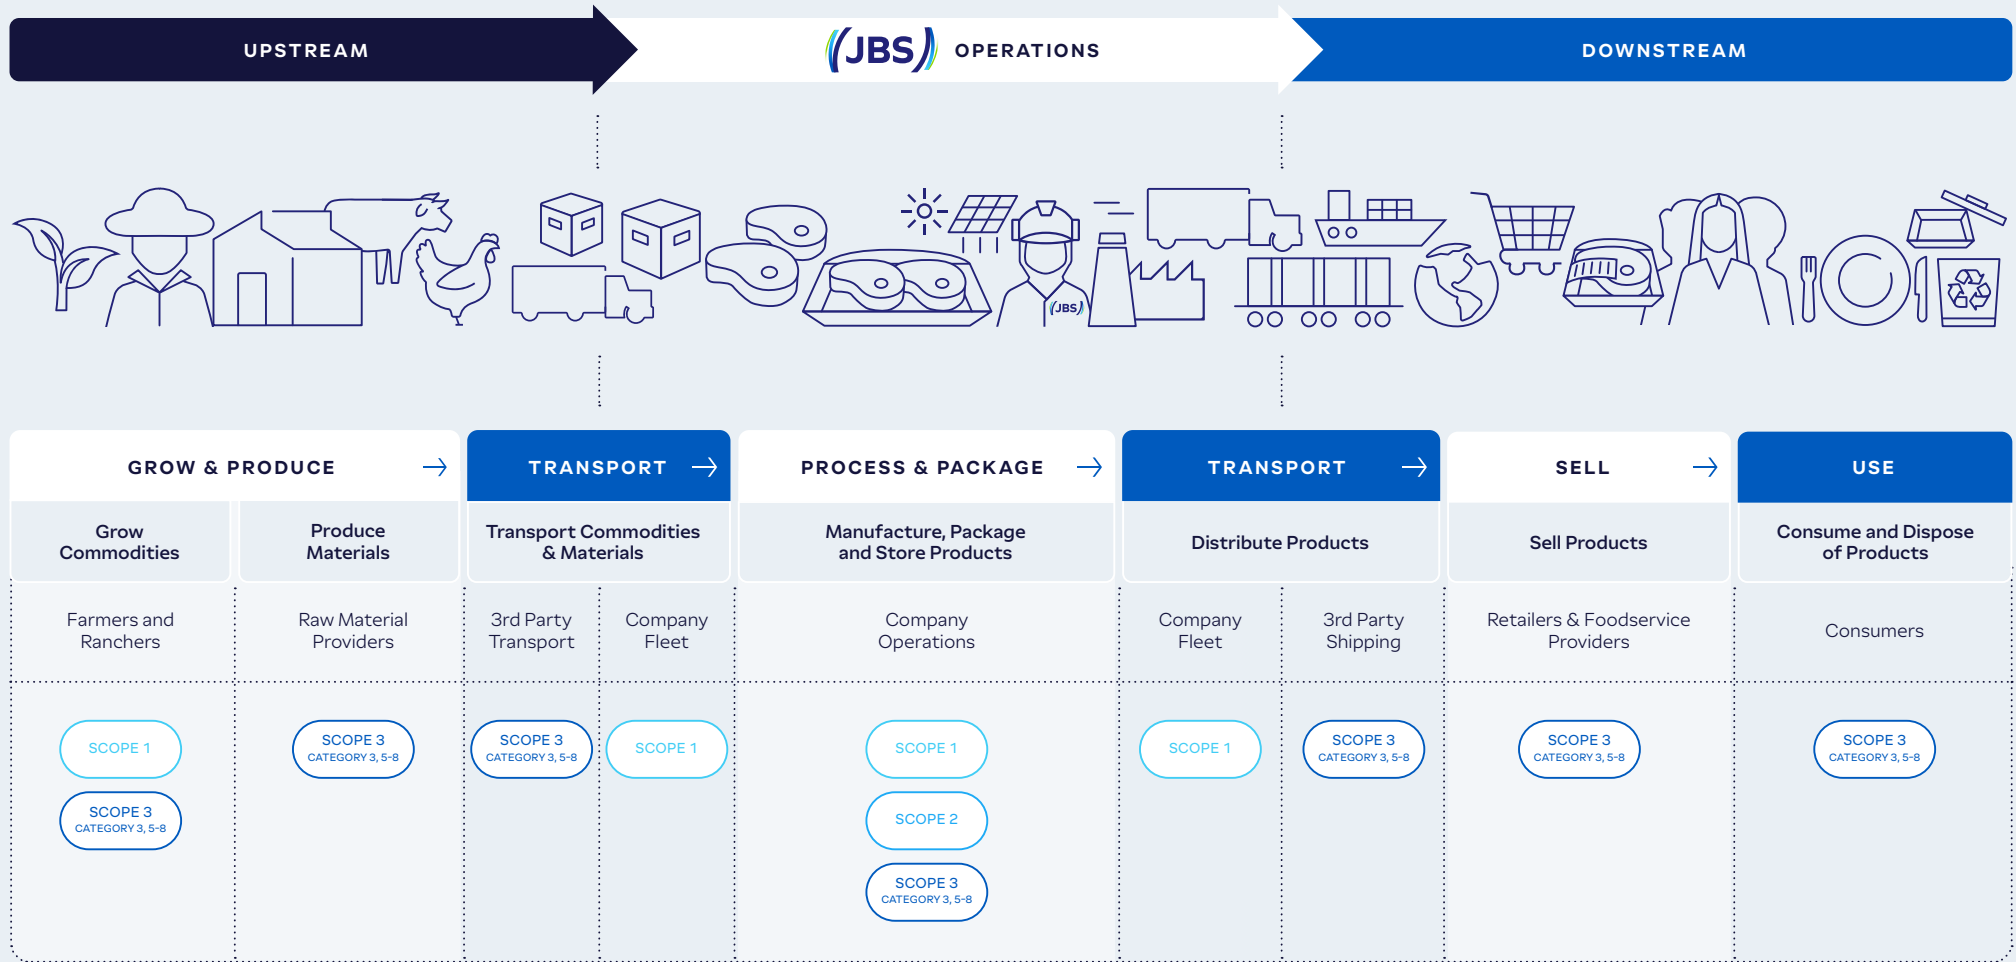 UPSTREAM
JBS OPERATIONS
DOWNSTREAM
JBS
GROW & PRODUCE
TRANSPORT
PROCESS & PACKAGE
TRANSPORT
SELL
USE
Grow
Commodities
Produce
Materials
Transport Commodities
& Materials
Manufacture, Package
and Store Products
Distribute Products
Sell Products
Consume and Dispose
of Products
Farmers and
Ranchers
Raw Material
Providers
3rd Party
Transport
Company
Fleet
Company
Operations
Company
Fleet
3rd Party
Shipping
Retailers & Foodservice
Providers
Consumers
SCOPE 1
SCOPE 3
CATEGORY 3, 5-8
SCOPE 3
CATEGORY 3, 5-8
SCOPE 3
CATEGORY 3, 5-8
SCOPE 1
SCOPE 1
SCOPE 2
SCOPE 3
CATEGORY 3, 5-8
SCOPE 1
SCOPE 3
CATEGORY 3, 5-8
SCOPE 3
CATEGORY 3, 5-8
SCOPE 3
CATEGORY 3, 5-8